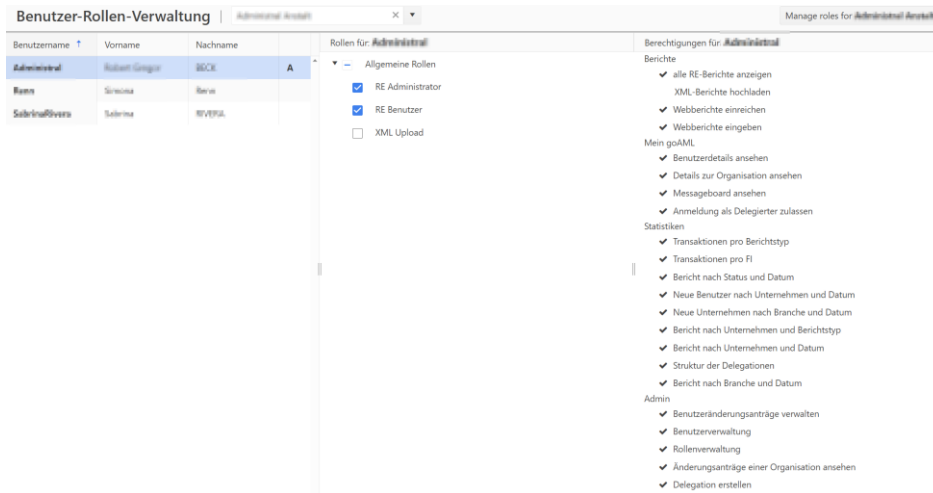 Benutzer-Rollen-Verwaltung
Manage roles for
Benutzername ↑ Vorname Nachname
A
Rollen für:
Allgemeine Rollen
RE Administrator
RE Benutzer
XML Upload
Berechtigungen für:
Berichte
alle RE-Berichte anzeigen
XML-Berichte hochladen
Webberichte einreichen
Webberichte eingeben
Mein goAML
Benutzerdetails ansehen
Details zur Organisation ansehen
Messageboard ansehen
Anmeldung als Delegierter zulassen
Statistiken
Transaktionen pro Berichtstyp
Transaktionen pro FI
Bericht nach Status und Datum
Neue Benutzer nach Unternehmen und Datum
Neue Unternehmen nach Branche und Datum
Bericht nach Unternehmen und Berichtstyp
Bericht nach Unternehmen und Datum
Struktur der Delegationen
Bericht nach Branche und Datum
Admin
Benutzeränderungsanträge verwalten
Benutzerverwaltung
Rollenverwaltung
Änderungsanträge einer Organisation ansehen
Delegation erstellen